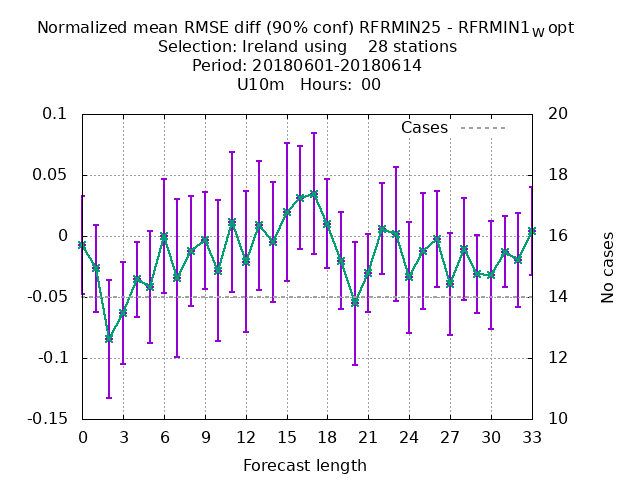 Normalized mean RMSE diff (90% conf) RFRMIN25 - RFRMIN1_W opt
Selection: Ireland using 28 stations
Period: 20180601-20180614
U10m Hours: 00
Cases
0.1
0.05
0
-0.05
-0.1
-0.15
20
18
16
14
12
10
No cases
0 3 6 9 12 15 18 21 24 27 30 33
Forecast length